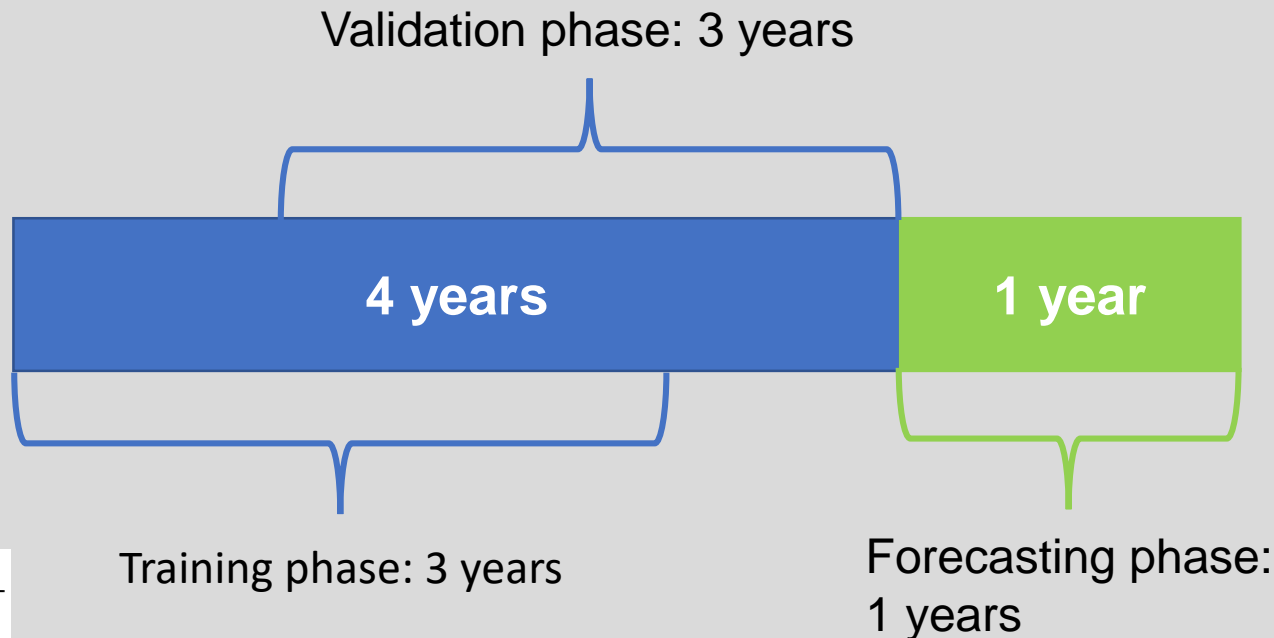 Validation phase: 3 years
4 years
1 year
Training phase: 3 years
Forecasting phase:
1 years